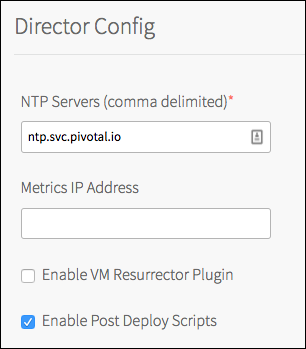 Director Config
NTP Servers (comma delimited)*
ntp.svc.pivotal.io
Metrics IP Address
Enable VM Resurrector Plugin
Enable Post Deploy Scripts